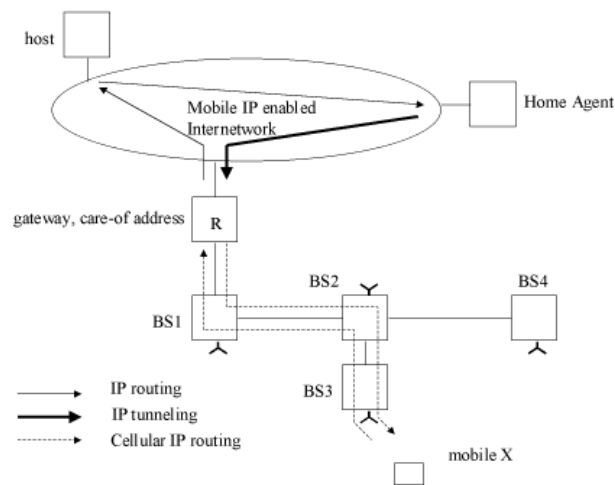 host
Mobile IP enabled
Internetwork
Home Agent
gateway, care-of address
R
BS1
BS2
BS4
BS3
IP routing
IP tunneling
Cellular IP routing
mobile X